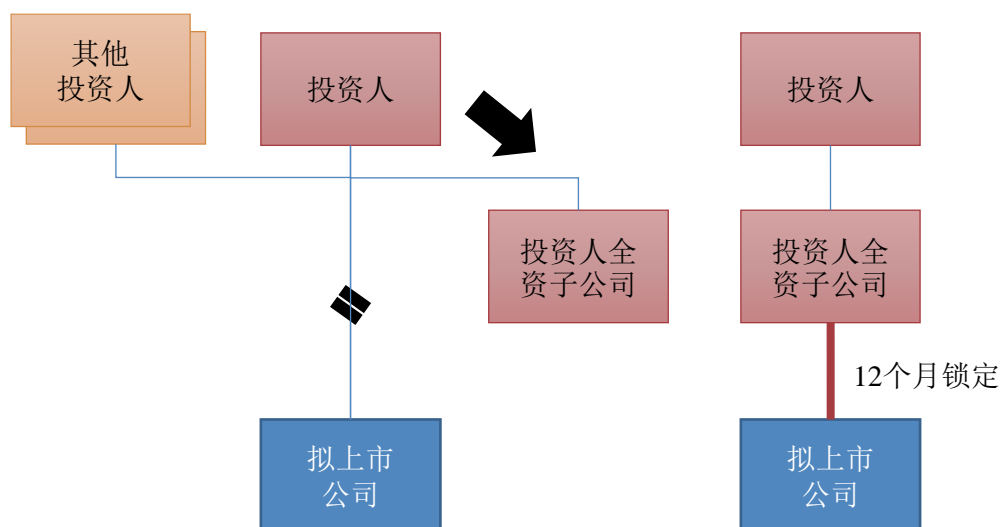 其他
投资人
投资人
投资人
投资人全
资子公司
投资人全
资子公司
12个月锁定
拟上市
公司
拟上市
公司